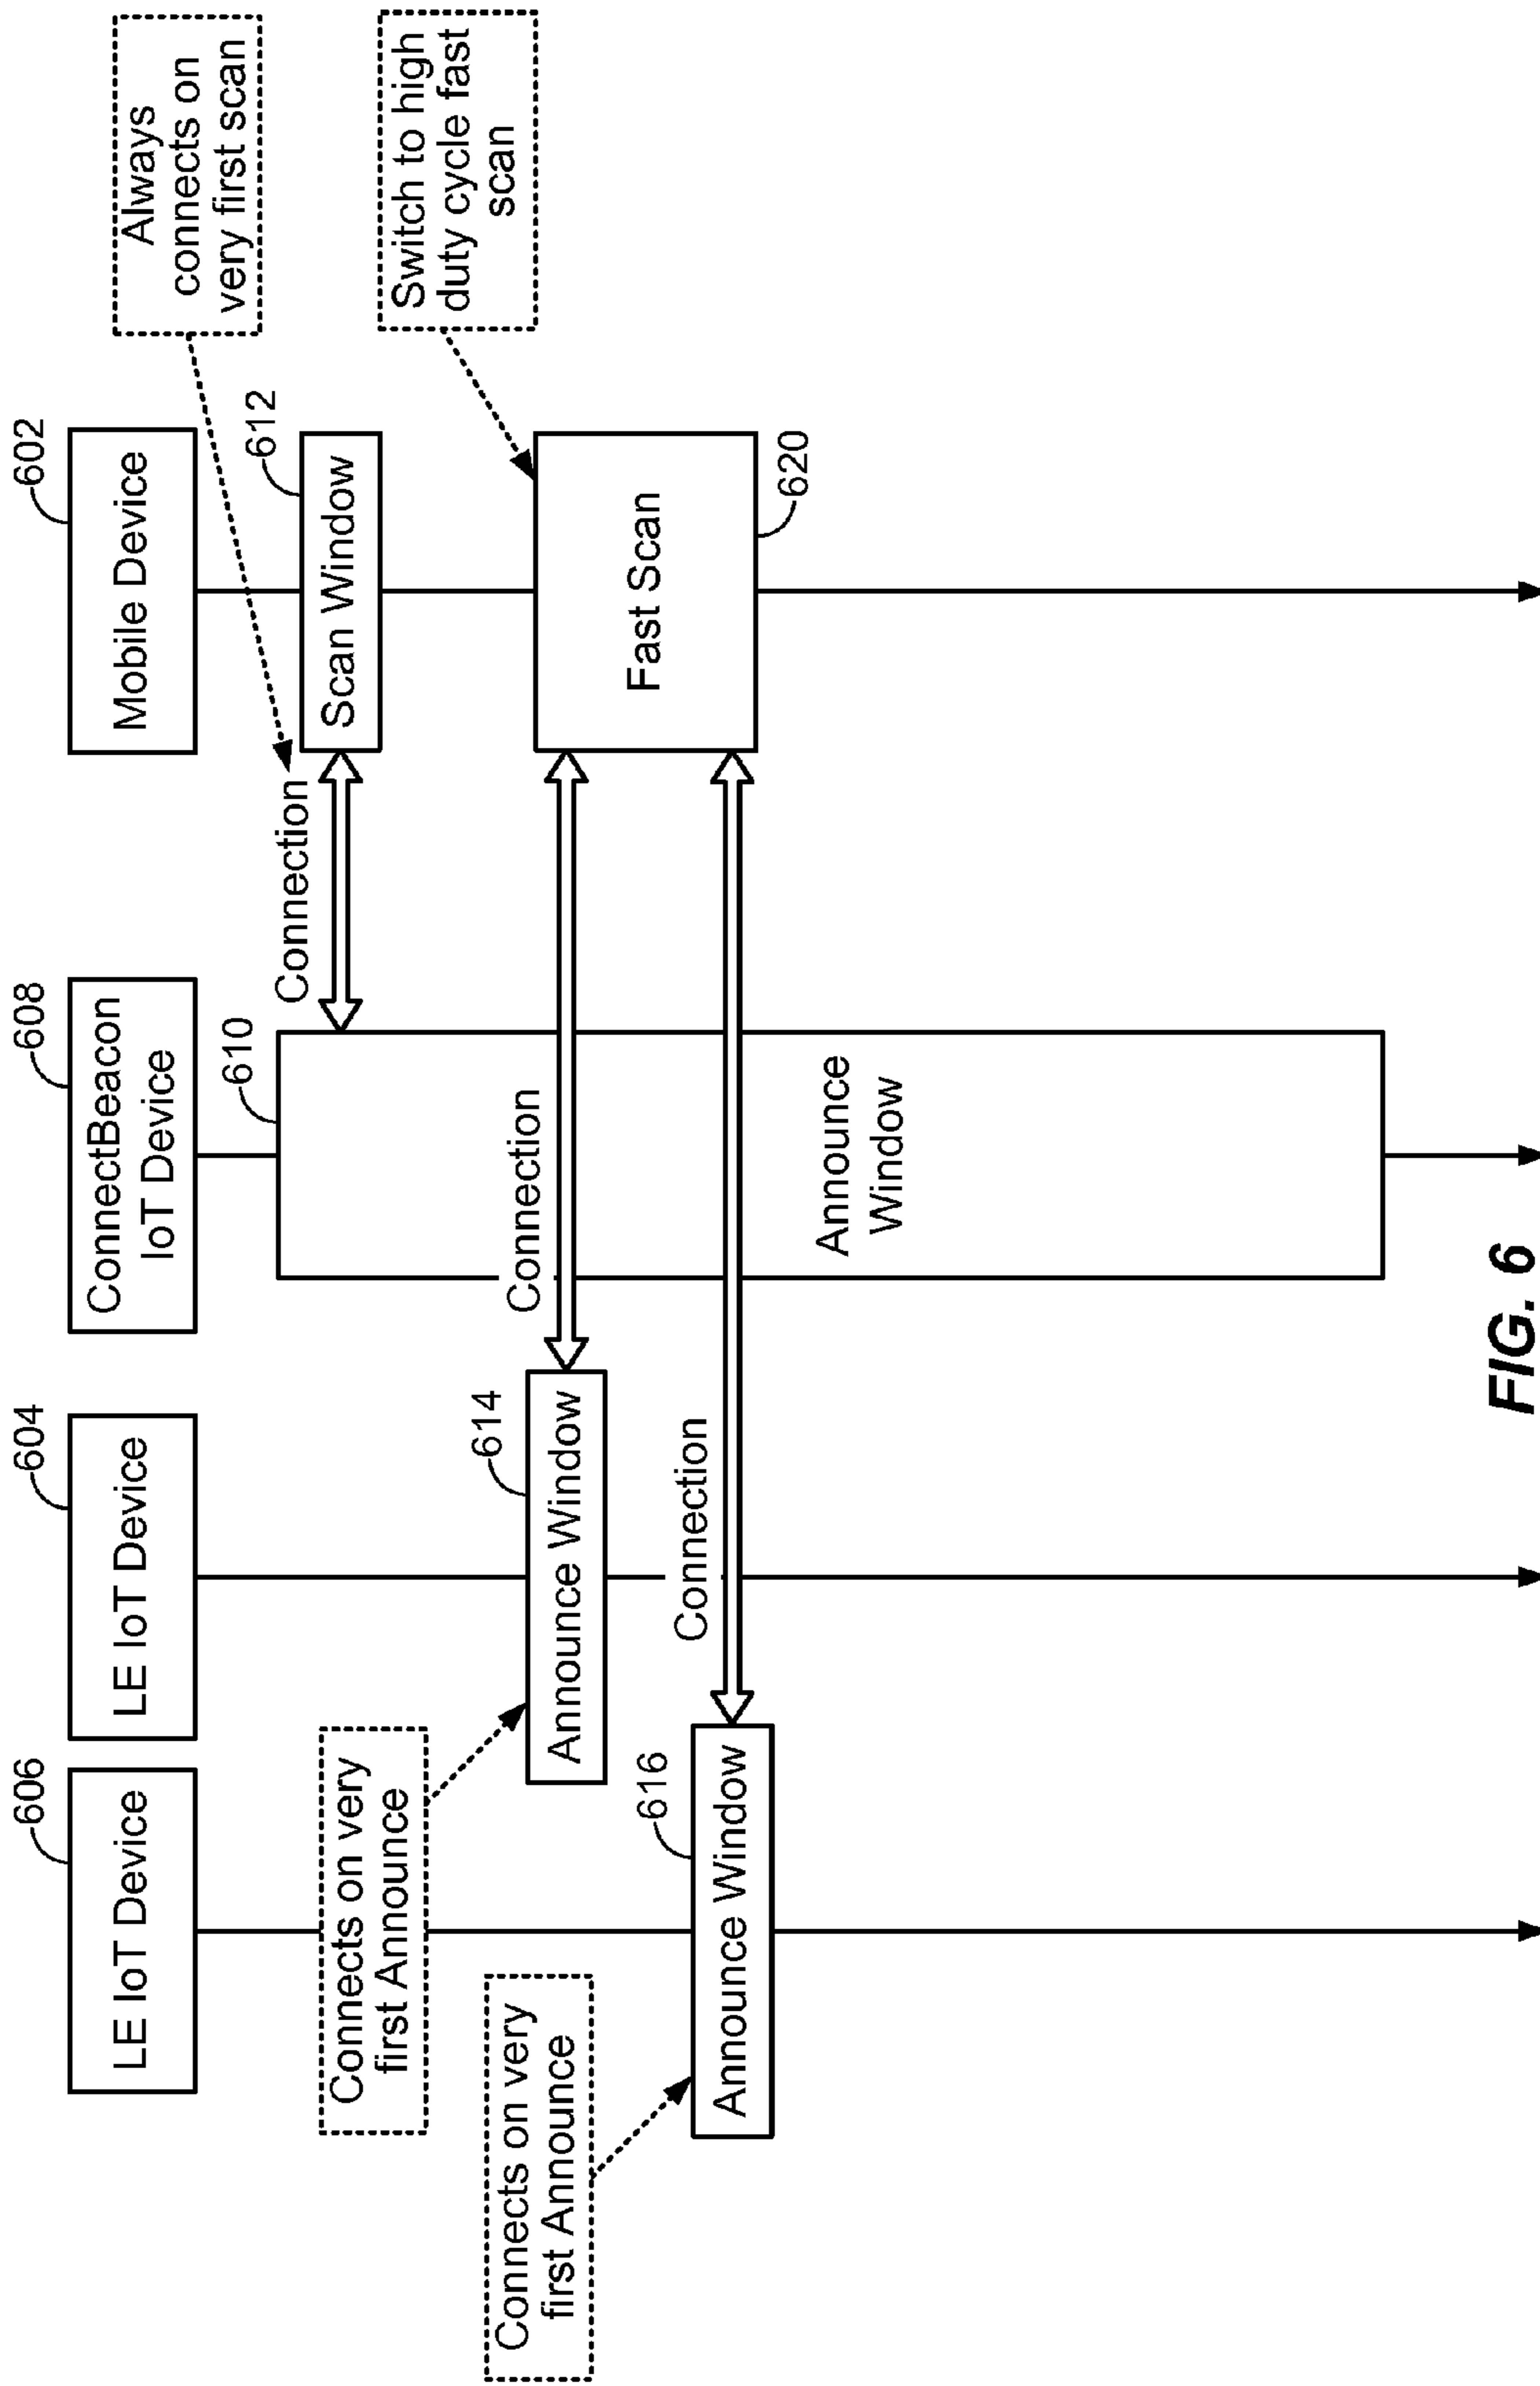 606
LE IoT Device
604
LE IoT Device
608
ConnectBeacon
IoT Device
602
Mobile Device
Always
connects on
very first scan
610
Connection
612
Scan Window
Connects on very
first Announce
614
Announce Window
Connection
Switch to high
duty cycle fast
scan
Fast Scan
620
Connects on very
first Announce
616
Announce Window
Connection
Announce
Window
FIG. 6